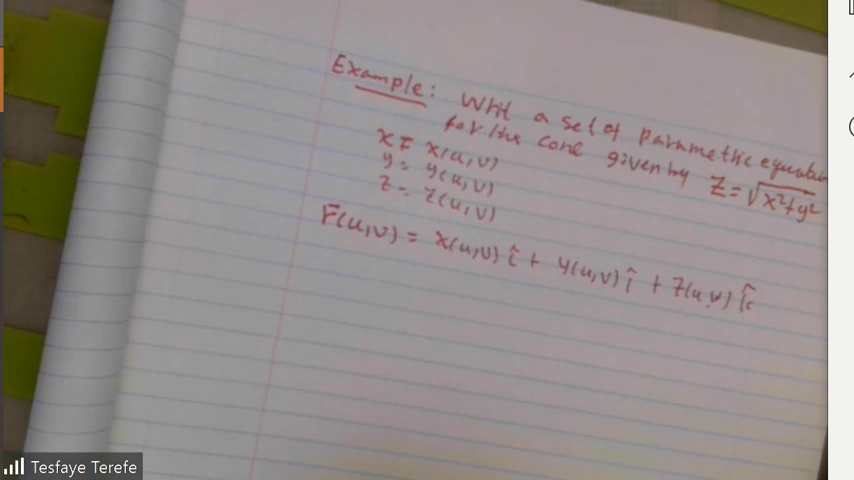 Example: Writ a set of parametric equation
for the cone given by z = √x²+y²
x = x(u,v)
y = y(u,v)
z = z(u,v)
r̄(u,v) = x(u,v) î + y(u,v) ĵ + z(u,v) k̂
Tesfaye Terefe